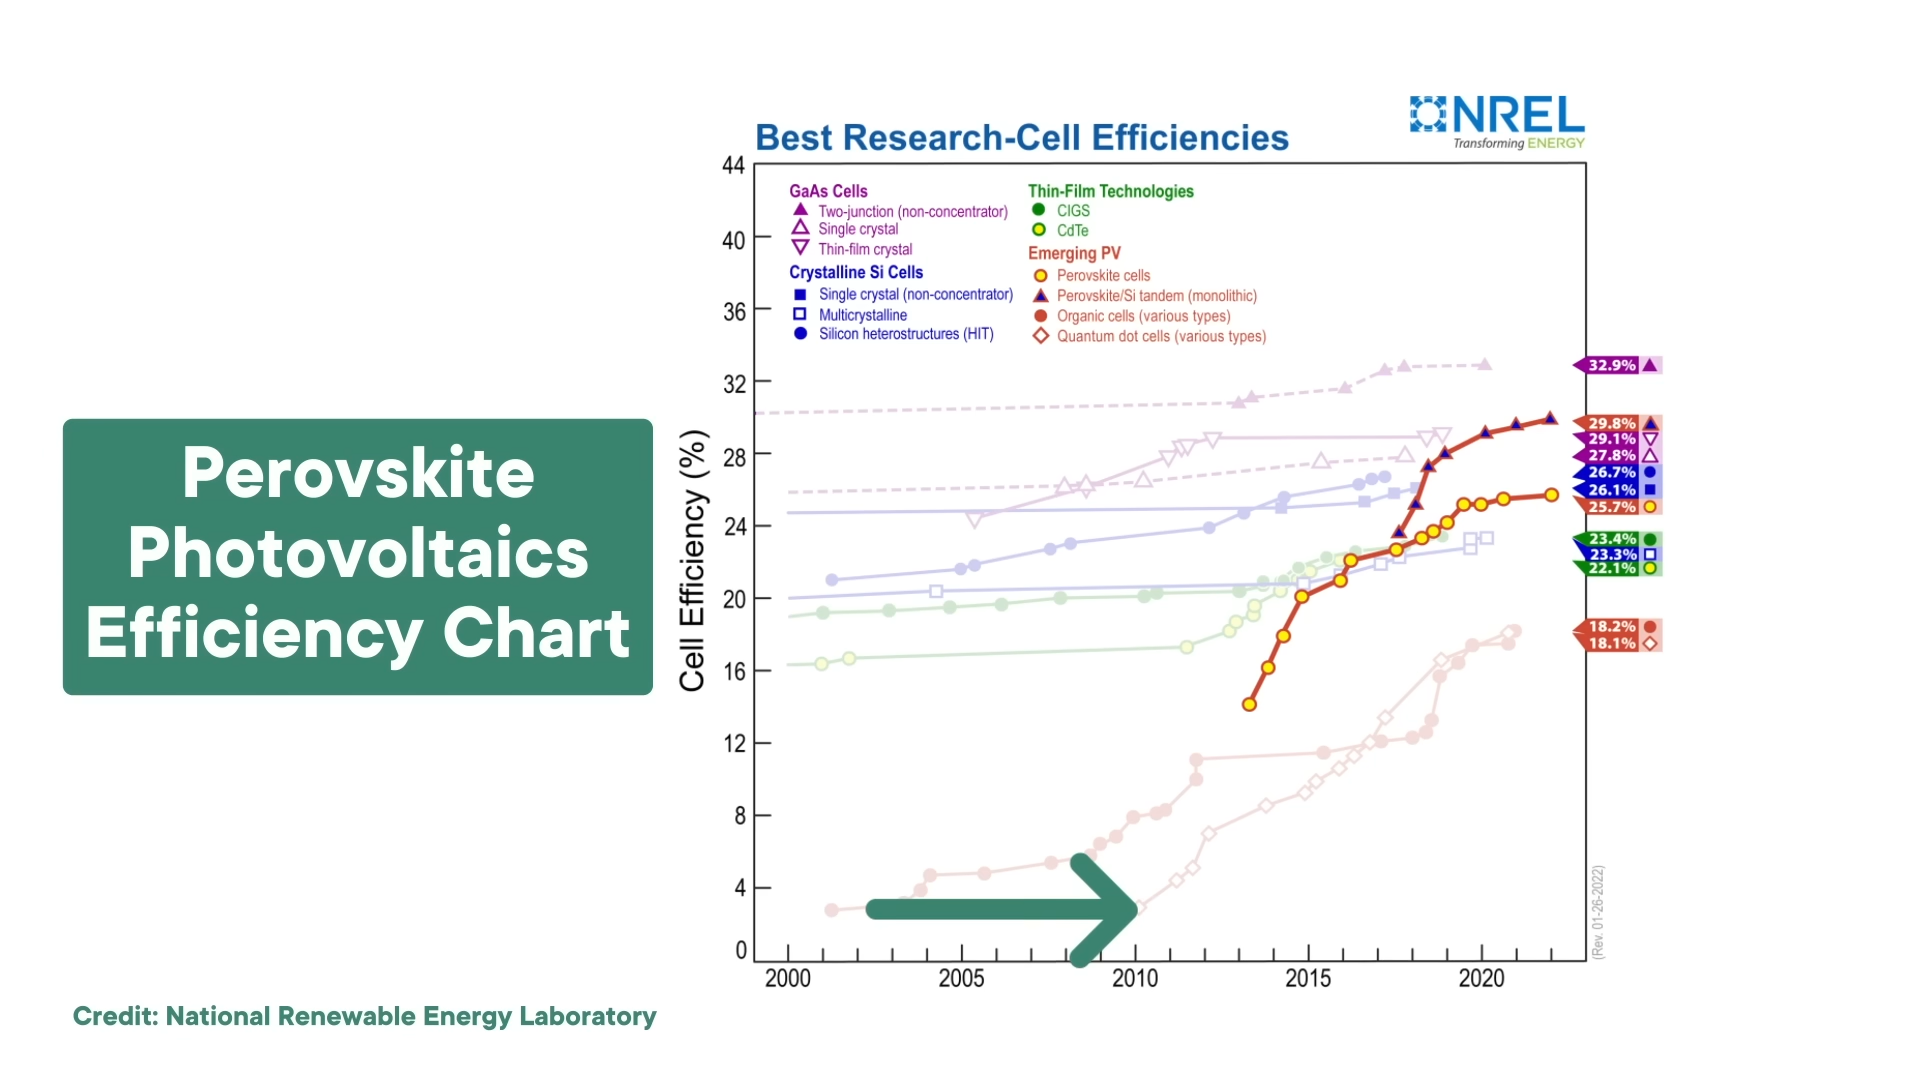 Perovskite
Photovoltaics
Efficiency Chart
Credit: National Renewable Energy Laboratory
Best Research-Cell Efficiencies
NREL
Transforming ENERGY
GaAs Cells
Two-junction (non-concentrator)
Single crystal
Thin-film crystal
Crystalline Si Cells
Single crystal (non-concentrator)
Multicrystalline
Silicon heterostructures (HIT)
Thin-Film Technologies
CIGS
CdTe
Emerging PV
Perovskite cells
Perovskite/Si tandem (monolithic)
Organic cells (various types)
Quantum dot cells (various types)
Cell Efficiency (%)
44
40
36
32
28
24
20
16
12
8
4
0
2000
2005
2010
2015
2020
32.9%
29.8%
29.1%
27.8%
26.7%
26.1%
25.7%
23.4%
23.3%
22.1%
18.2%
18.1%
(Rev. 01-26-2022)